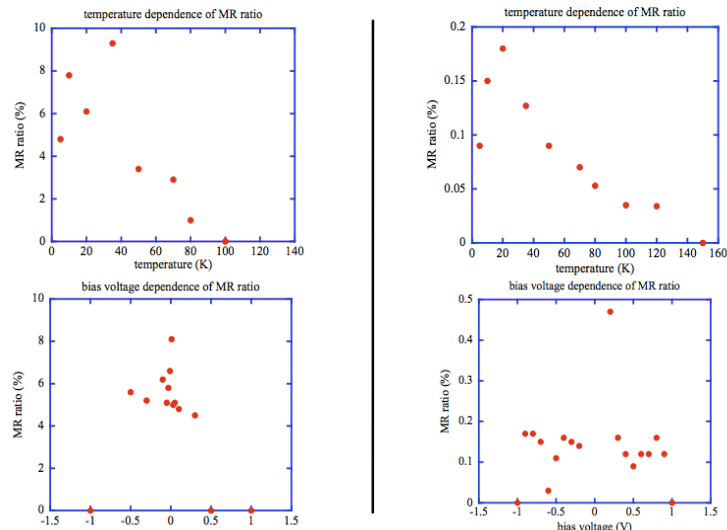 temperature dependence of MR ratio
10
8
6
4
2
0
MR ratio (%)
0 20 40 60 80 100 120 140
temperature (K)
temperature dependence of MR ratio
0.2
0.15
0.1
0.05
0
MR ratio (%)
0 20 40 60 80 100 120 140 160
temperature (K)
bias voltage dependence of MR ratio
10
8
6
4
2
0
MR ratio (%)
-1.5 -1 -0.5 0 0.5 1 1.5
bias voltage dependence of MR ratio
0.5
0.4
0.3
0.2
0.1
0
MR ratio (%)
-1.5 -1 -0.5 0 0.5 1 1.5
bias voltage (V)